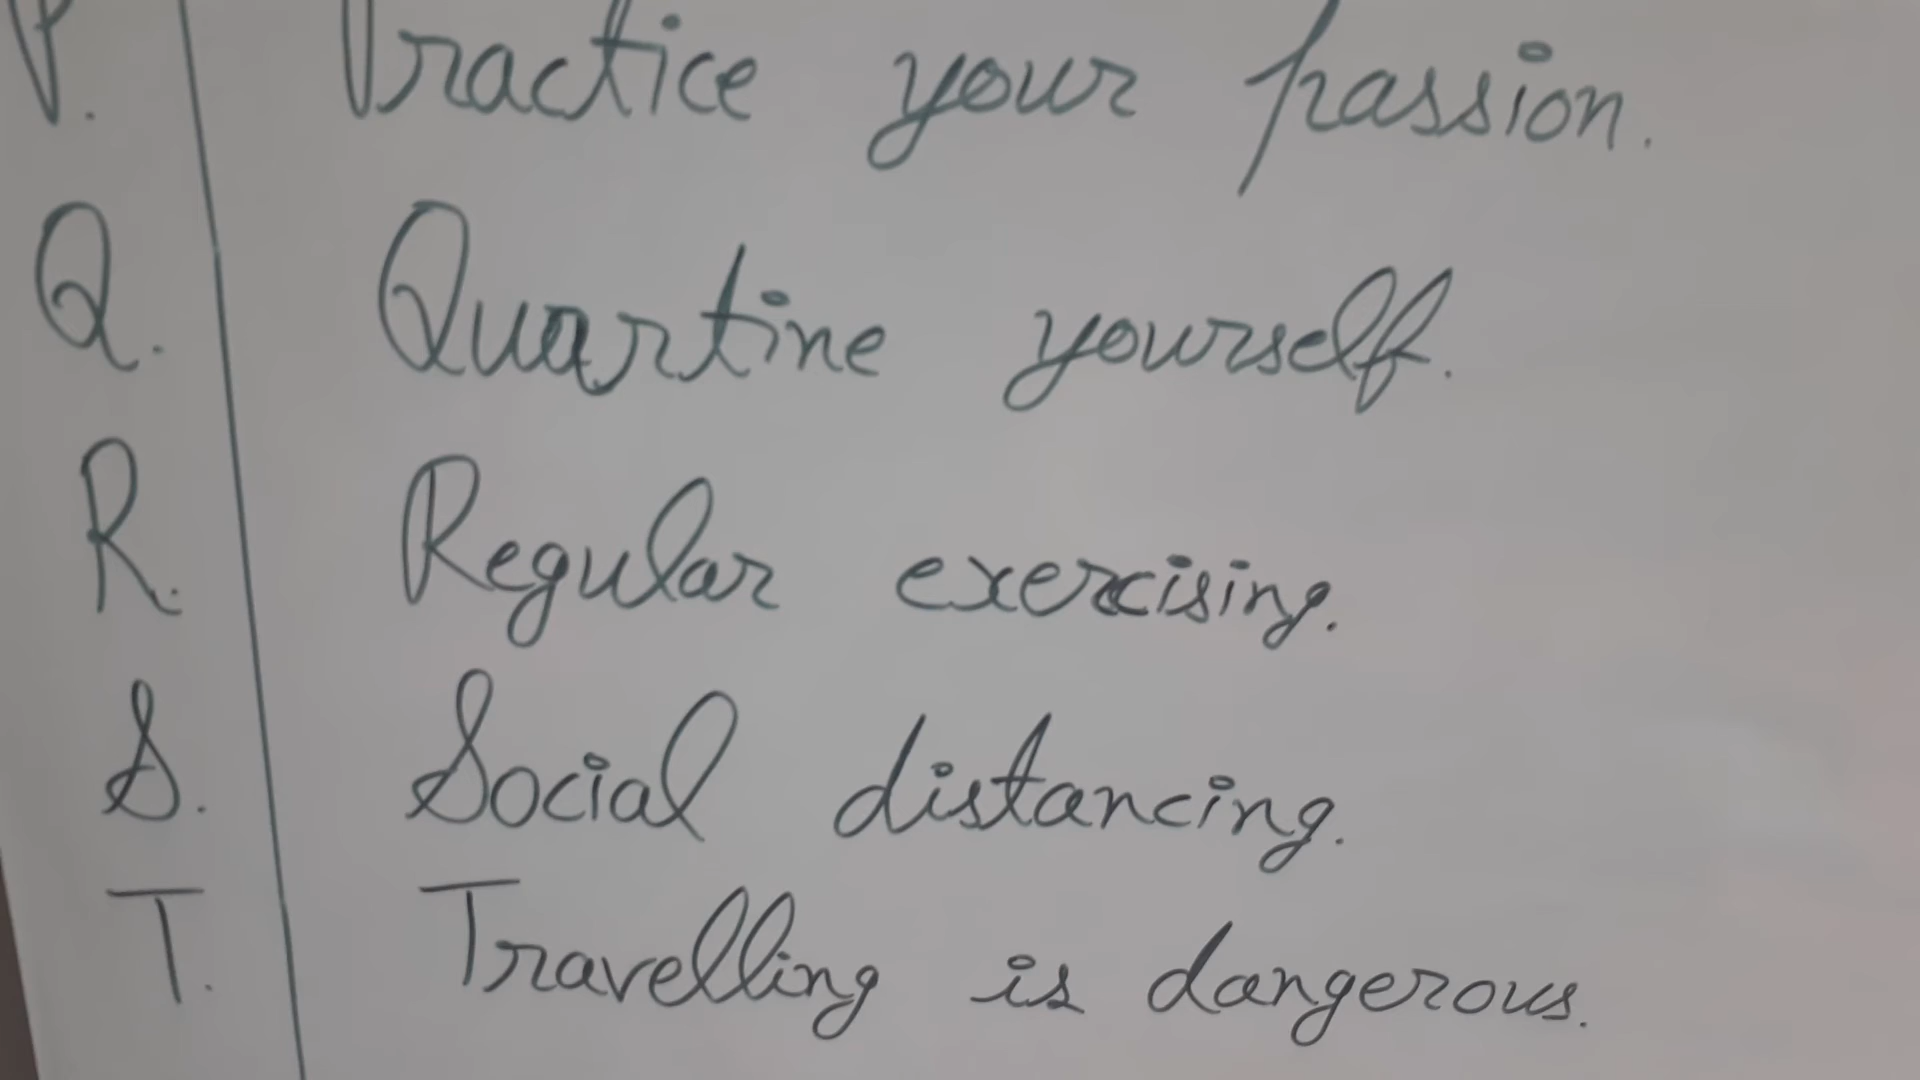 P. Practice your passion.
Q. Quartine yourself.
R. Regular exercising.
S. Social distancing.
T. Travelling is dangerous.